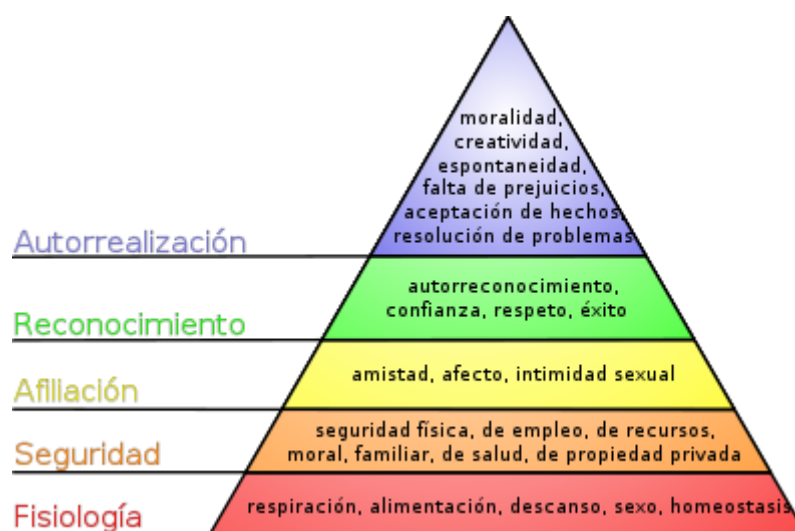 moralidad,
creatividad,
espontaneidad,
falta de prejuicios,
aceptación de hechos,
resolución de problemas
Autorrealización
autorreconocimiento,
confianza, respeto, éxito
Reconocimiento
amistad, afecto, intimidad sexual
Afiliación
seguridad física, de empleo, de recursos,
moral, familiar, de salud, de propiedad privada
Seguridad
respiración, alimentación, descanso, sexo, homeostasis
Fisiología